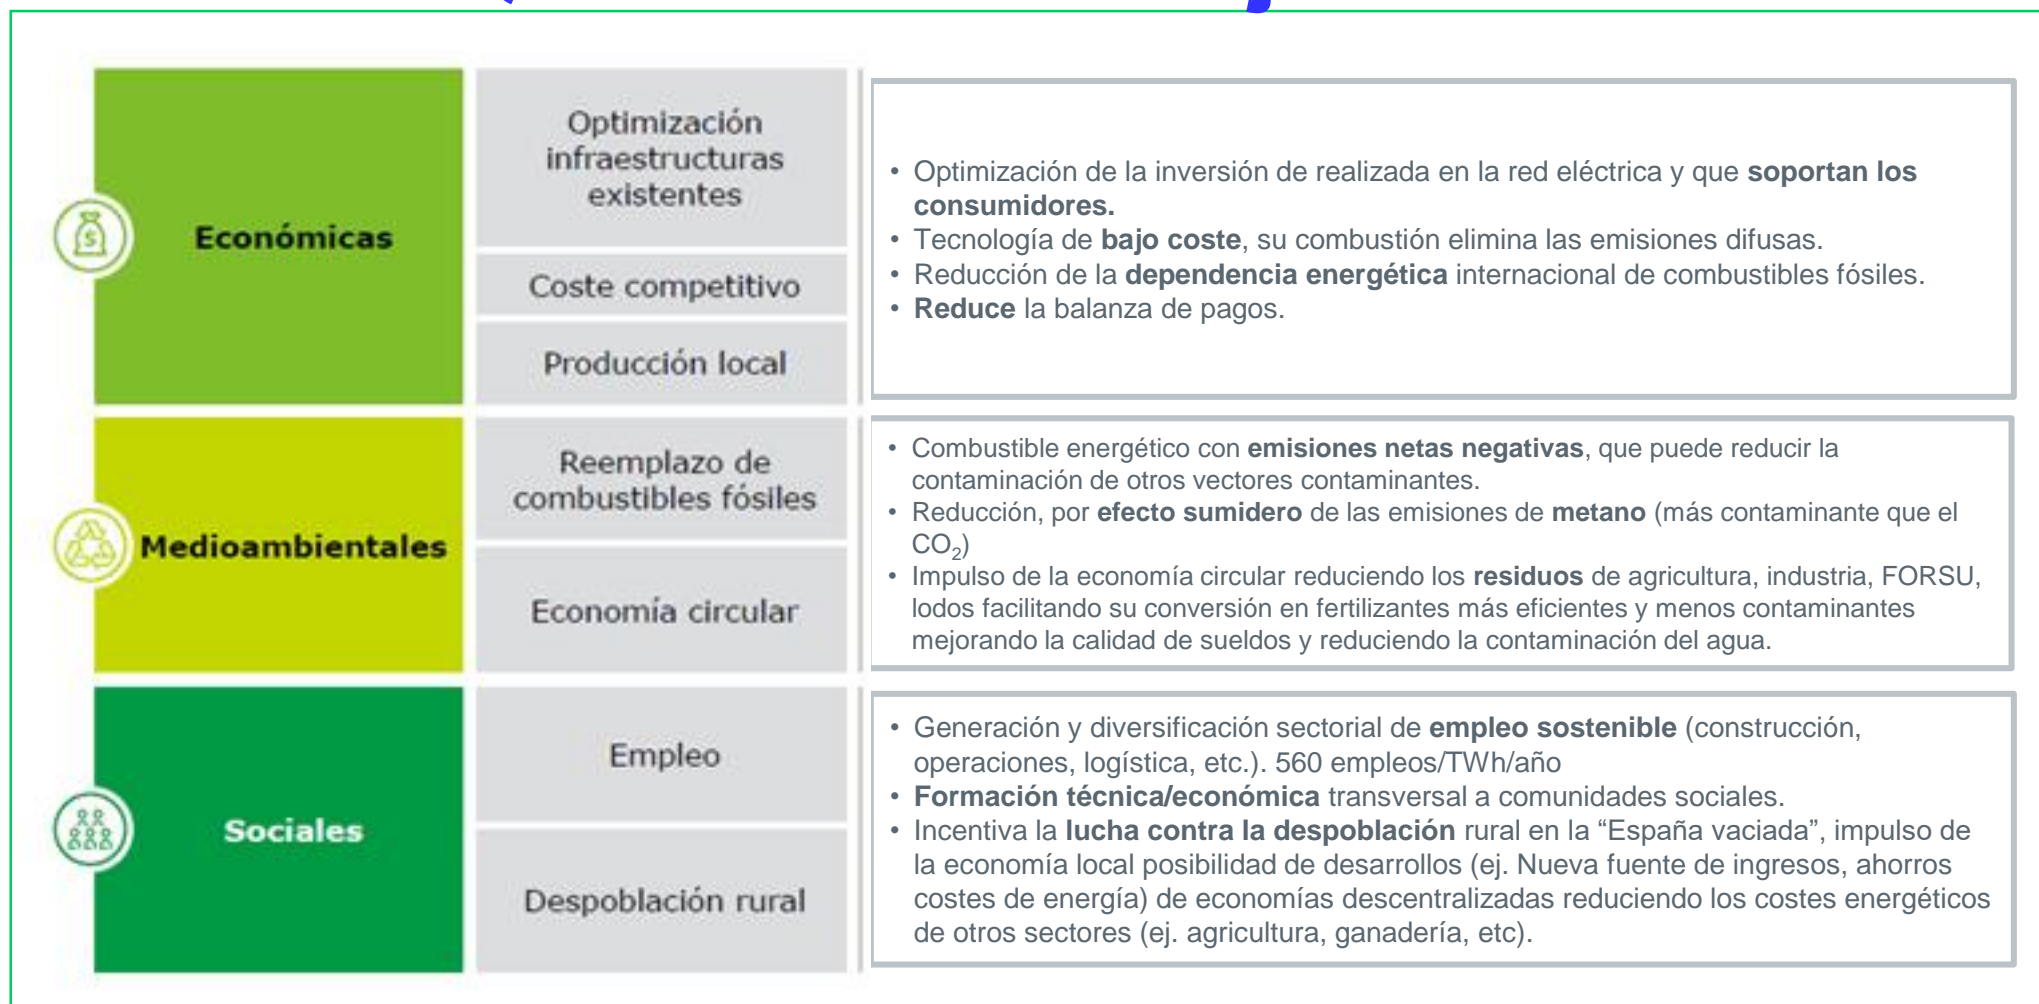 Económicas
Optimización
infraestructuras
existentes
Coste competitivo
Producción local
• Optimización de la inversión de realizada en la red eléctrica y que soportan los
consumidores.
• Tecnología de bajo coste, su combustión elimina las emisiones difusas.
• Reducción de la dependencia energética internacional de combustibles fósiles.
• Reduce la balanza de pagos.
Medioambientales
Reemplazo de
combustibles fósiles
Economía circular
• Combustible energético con emisiones netas negativas, que puede reducir la
contaminación de otros vectores contaminantes.
• Reducción, por efecto sumidero de las emisiones de metano (más contaminante que el
CO₂)
• Impulso de la economía circular reduciendo los residuos de agricultura, industria, FORSU,
lodos facilitando su conversión en fertilizantes más eficientes y menos contaminantes
mejorando la calidad de sueldos y reduciendo la contaminación del agua.
Sociales
Empleo
Despoblación rural
• Generación y diversificación sectorial de empleo sostenible (construcción,
operaciones, logística, etc.). 560 empleos/TWh/año
• Formación técnica/económica transversal a comunidades sociales.
• Incentiva la lucha contra la despoblación rural en la “España vaciada”, impulso de
la economía local posibilidad de desarrollos (ej. Nueva fuente de ingresos, ahorros
costes de energía) de economías descentralizadas reduciendo los costes energéticos
de otros sectores (ej. agricultura, ganadería, etc).